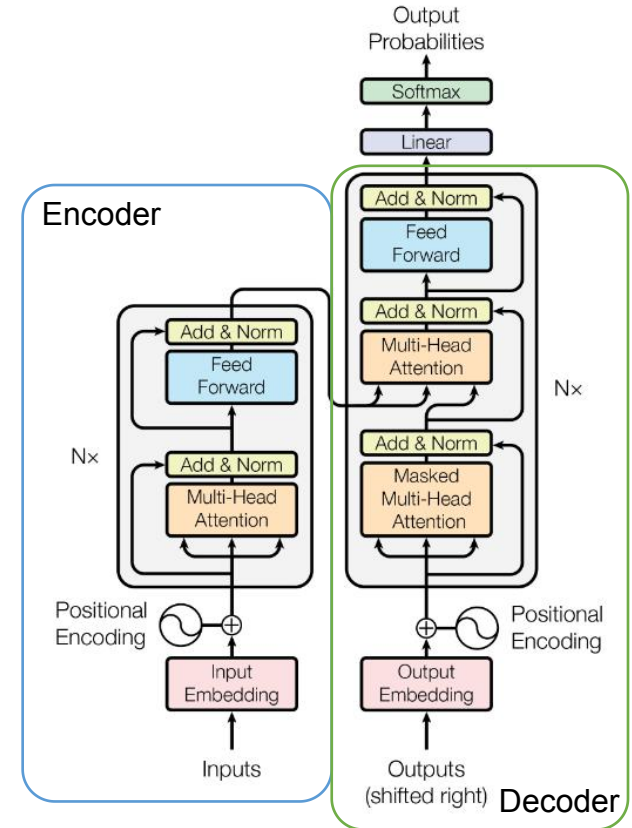 Output
Probabilities
Softmax
Linear
Encoder
Add & Norm
Feed
Forward
Add & Norm
Multi-Head
Attention
Nx
Positional
Encoding
Input
Embedding
Inputs
Add & Norm
Feed
Forward
Add & Norm
Multi-Head
Attention
Nx
Add & Norm
Masked
Multi-Head
Attention
Positional
Encoding
Output
Embedding
Outputs
(shifted right)
Decoder